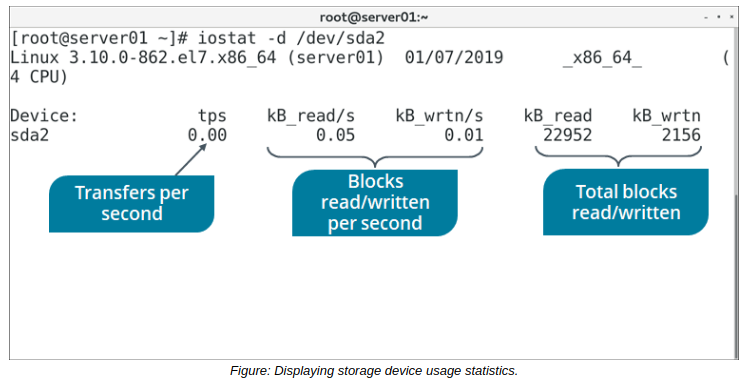 root@server01:~
[root@server01 ~]# iostat -d /dev/sda2
Linux 3.10.0-862.el7.x86_64 (server01) 01/07/2019 _x86_64_ (
4 CPU)
Device: tps kB_read/s kB_wrtn/s kB_read kB_wrtn
sda2 0.00 0.05 0.01 22952 2156
Transfers per
second
Blocks
read/written
per second
Total blocks
read/written
Figure: Displaying storage device usage statistics.